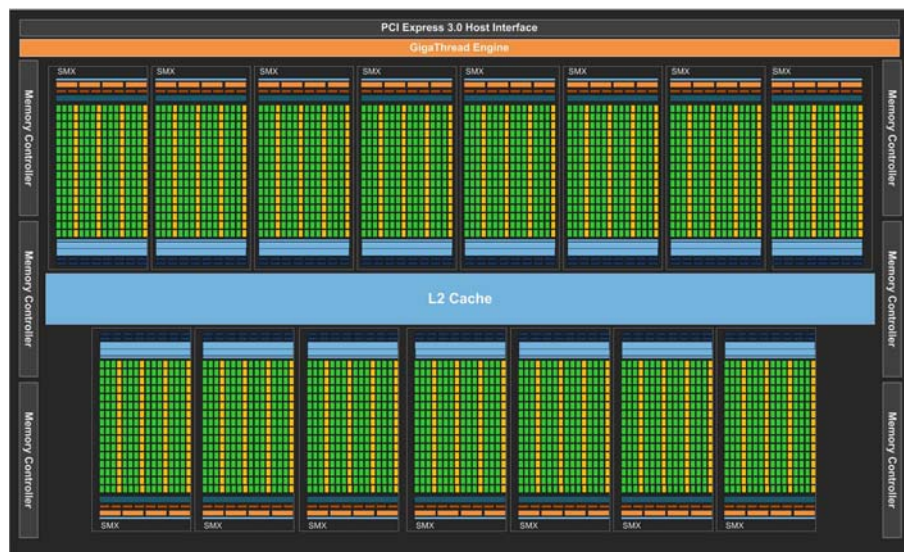 PCI Express 3.0 Host Interface
GigaThread Engine
SMX SMX SMX SMX SMX SMX SMX SMX
Memory Controller
Memory Controller
Memory Controller
Memory Controller
Memory Controller
Memory Controller
L2 Cache
SMX SMX SMX SMX SMX SMX SMX